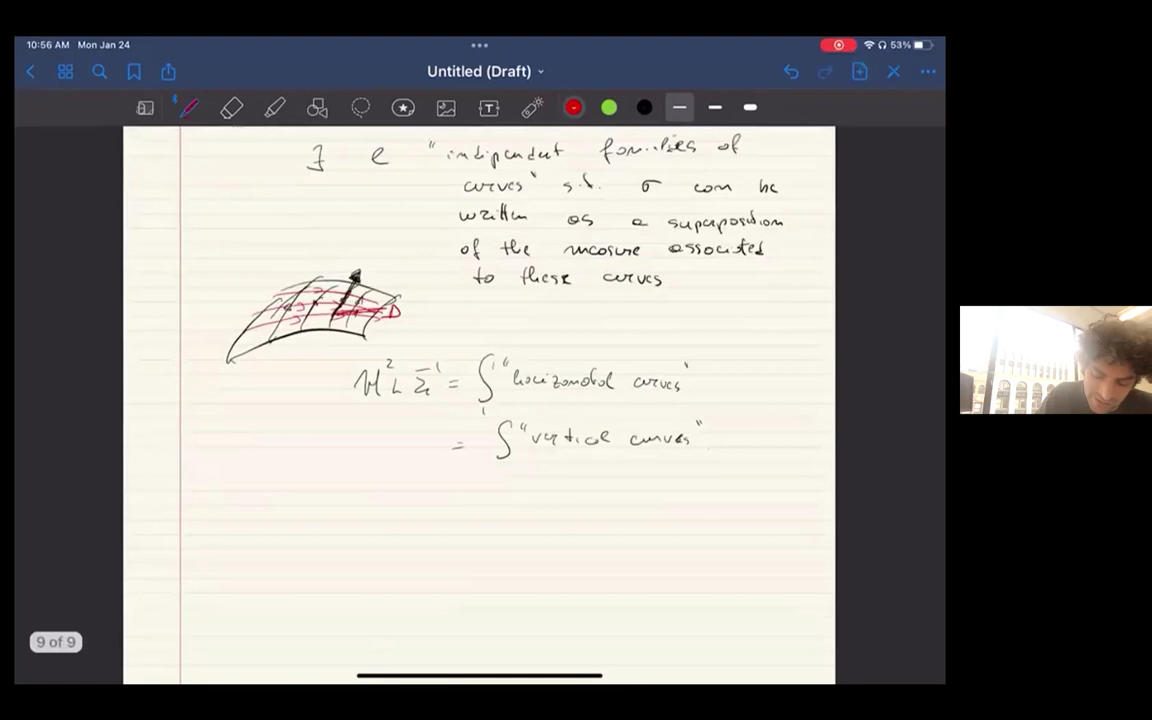 10:56 AM Mon Jan 24
53%
Untitled (Draft)
∃ e "indipendent families of
curves" s.t. σ can be
written as a superposition
of the measure associated
to these curves
H² ⌞ Σ¹ = ∫ "horizontal curves"
= ∫ "vertical curves"
9 of 9